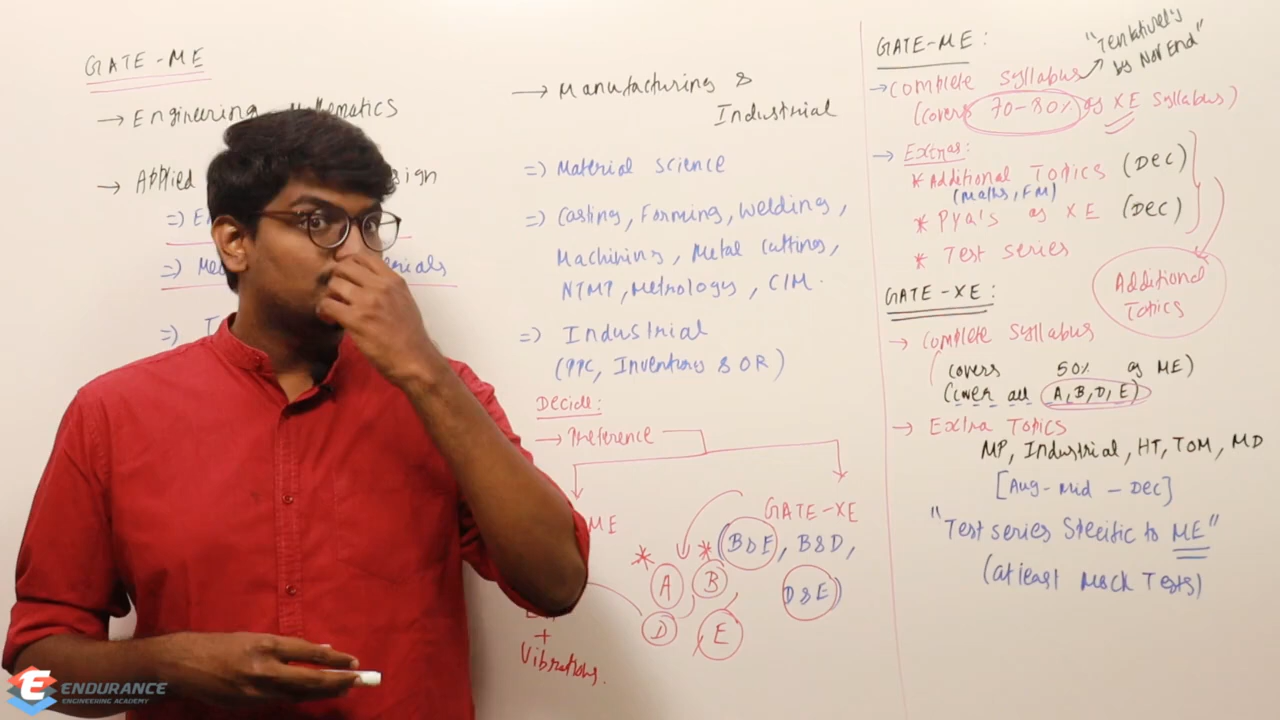 GATE-ME
→ Engineering Mathematics
→ Applied
⇒
⇒
⇒
→ Manufacturing &
Industrial
⇒ Material Science
⇒ Casting, Forming, Welding,
Machining, Metal Cutting,
NTMP, Metrology, CIM.
⇒ Industrial
(PPC, Inventory & OR)
Decide:
→ Preference
ME
GATE-XE
(B&E, B&D,
D&E)
* A
* B
D
E
+
Vibrations.
GATE-ME:
→ Complete Syllabus → "Tentatively
by Nov End"
(covers 70-80% of XE Syllabus)
→ Extras:
* Additional Topics (Dec)
(Maths, FM)
* PYQ's of XE (Dec)
* Test series
Additional
Topics
GATE-XE:
→ Complete Syllabus
covers 50% of ME)
(cover all A, B, D, E)
→ Extra Topics
MP, Industrial, HT, TOM, MD
[Aug-Mid - Dec]
"Test series Specific to ME"
(atleast Mock Tests)
ENDURANCE
ENGINEERING ACADEMY